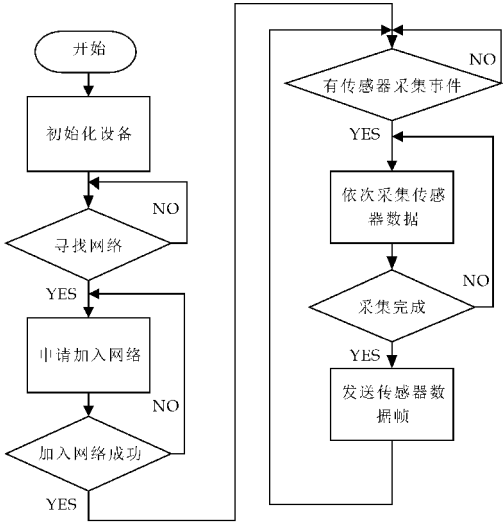 开始
初始化设备
NO
寻找网络
YES
申请加入网络
NO
加入网络成功
YES
NO
有传感器采集事件
YES
依次采集传感
器数据
NO
采集完成
YES
发送传感器数
据帧